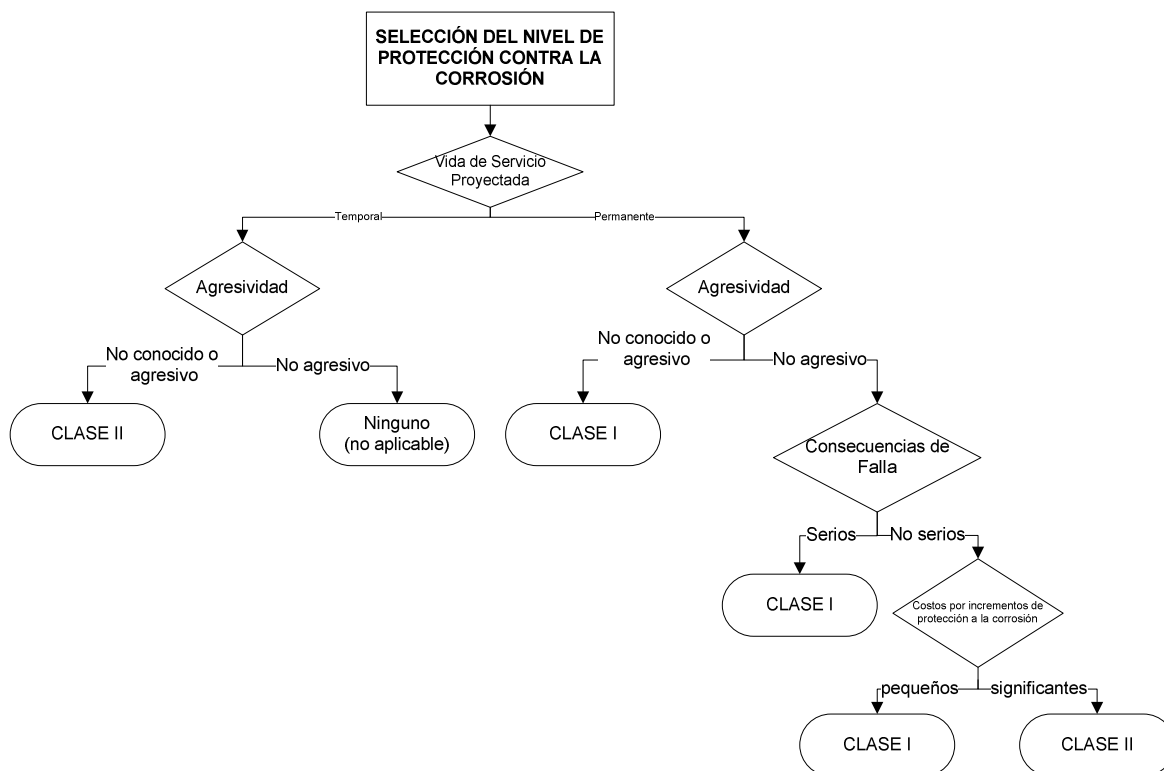 SELECCIÓN DEL NIVEL DE
PROTECCIÓN CONTRA LA
CORROSIÓN
Vida de Servicio
Proyectada
Temporal
Permanente
Agresividad
Agresividad
No conocido o
agresivo
No agresivo
No conocido o
agresivo
No agresivo
CLASE II
Ninguno
(no aplicable)
CLASE I
Consecuencias de
Falla
Serios
No serios
CLASE I
Costos por incrementos de
protección a la corrosión
pequeños
significantes
CLASE I
CLASE II